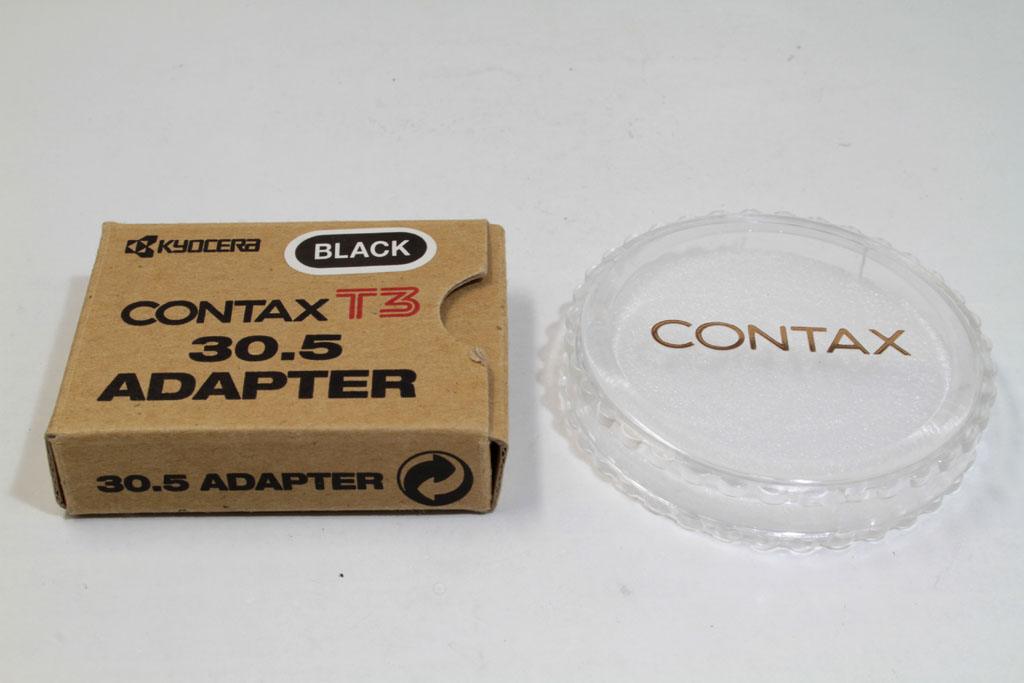 KYOCERA
BLACK
CONTAX T3
30.5
ADAPTER
30.5 ADAPTER
CONTAX